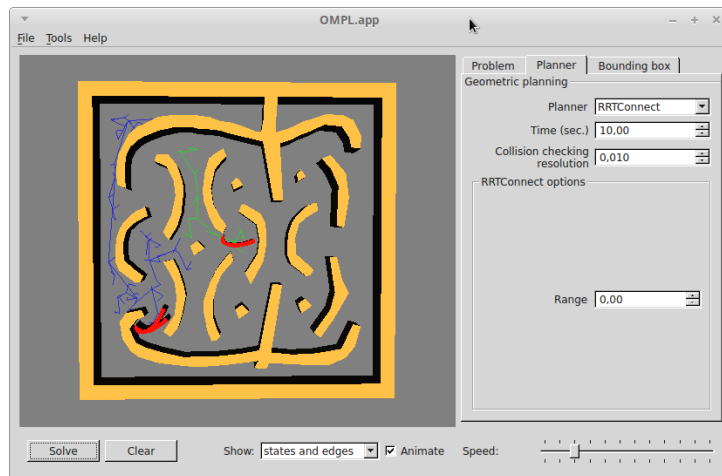 OMPL.app
File Tools Help
Problem Planner Bounding box
Geometric planning
Planner RRTConnect
Time (sec.) 10,00
Collision checking
resolution 0,010
RRTConnect options
Range 0,00
Solve Clear Show: states and edges Animate Speed: